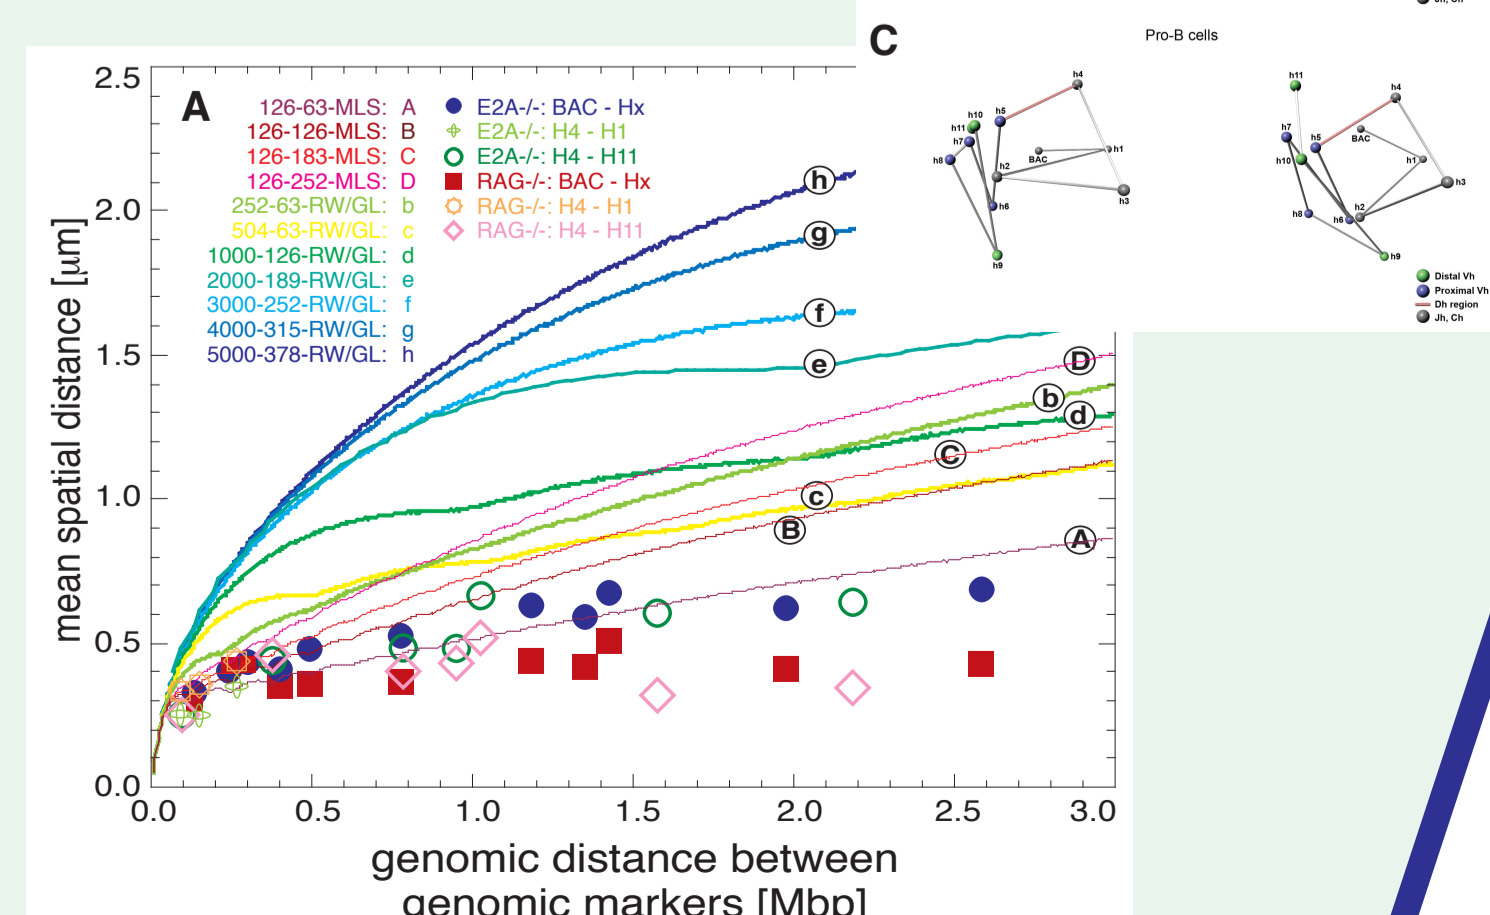 Jh, Ch
C
Pro-B cells
A
126-63-MLS: A
126-126-MLS: B
126-183-MLS: C
126-252-MLS: D
252-63-RW/GL: b
504-63-RW/GL: c
1000-126-RW/GL: d
2000-189-RW/GL: e
3000-252-RW/GL: f
4000-315-RW/GL: g
5000-378-RW/GL: h
E2A-/-: BAC - Hx
E2A-/-: H4 - H1
E2A-/-: H4 - H11
RAG-/-: BAC - Hx
RAG-/-: H4 - H1
RAG-/-: H4 - H11
mean spatial distance [µm]
2.5
2.0
1.5
1.0
0.5
0.0
h
g
f
e
D
b
d
C
c
B
A
0.0 0.5 1.0 1.5 2.0 2.5 3.0
genomic distance between
genomic markers [Mbp]
h4
h5
h10
h11
h7
h8
BAC
h1
h2
h3
h6
h9
h11
h4
h7
h5
BAC
h10
h1
h3
h8
h6
h2
h9
Distal Vh
Proximal Vh
Dh region
Jh, Ch